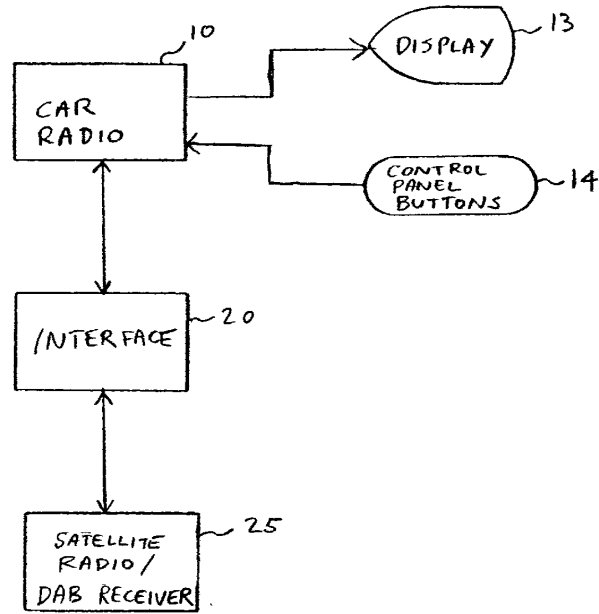 10
CAR
RADIO
DISPLAY
13
CONTROL
PANEL
BUTTONS
14
INTERFACE
20
SATELLITE
RADIO/
DAB RECEIVER
25